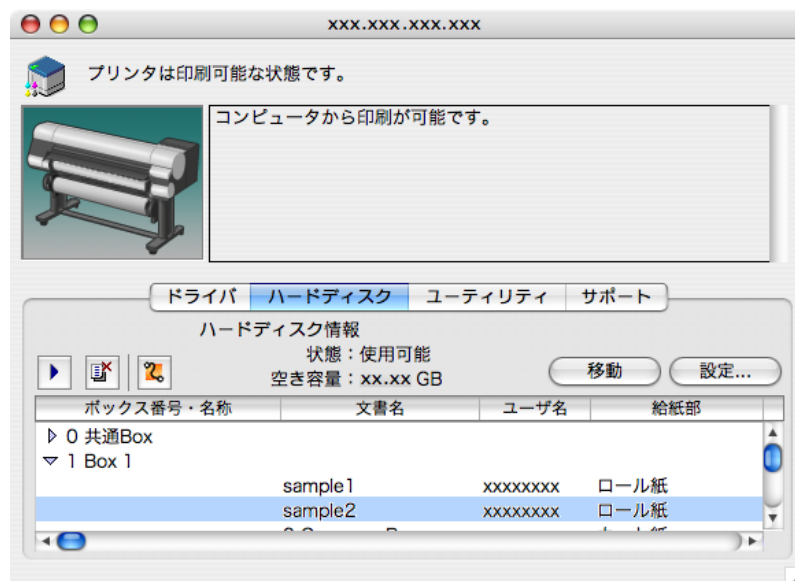 xxx.xxx.xxx.xxx
プリンタは印刷可能な状態です。
コンピュータから印刷が可能です。
ドライバ ハードディスク ユーティリティ サポート
ハードディスク情報
状態：使用可能
空き容量：xx.xx GB
移動 設定...
ボックス番号・名称 文書名 ユーザ名 給紙部
0 共通Box
1 Box 1
sample1 xxxxxxxx ロール紙
sample2 xxxxxxxx ロール紙